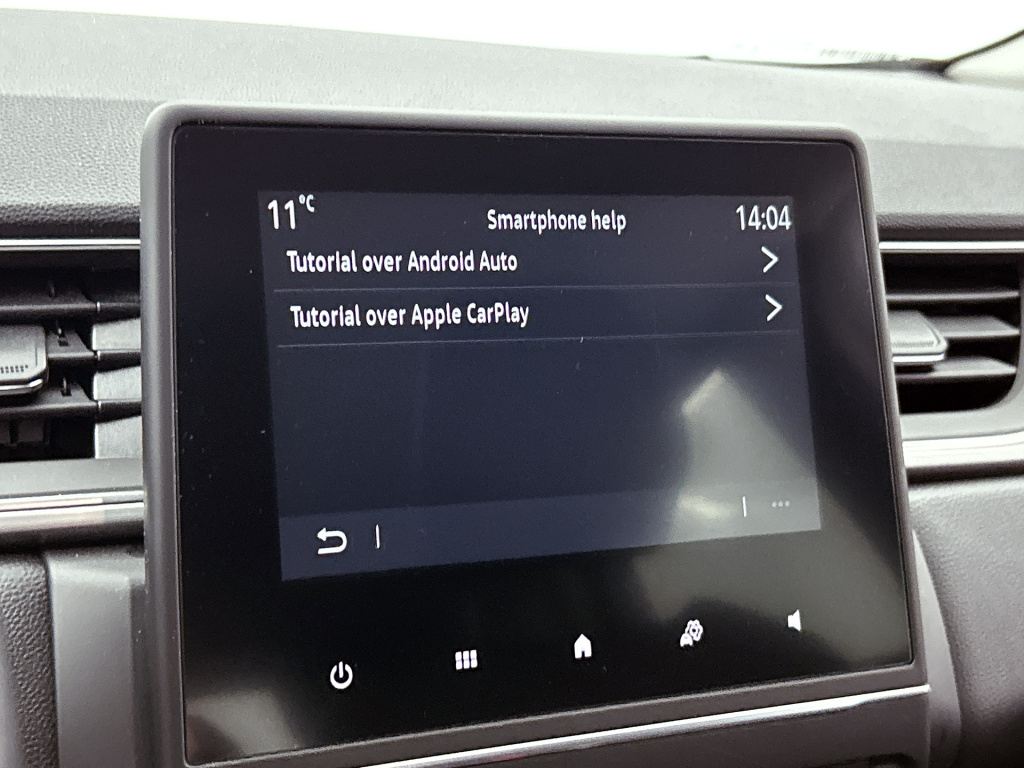 11°C Smartphone help 14:04
Tutorial over Android Auto
Tutorial over Apple CarPlay